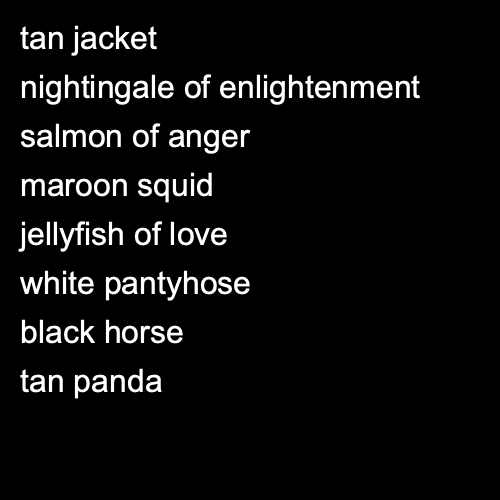 tan jacket
nightingale of enlightenment
salmon of anger
maroon squid
jellyfish of love
white pantyhose
black horse
tan panda